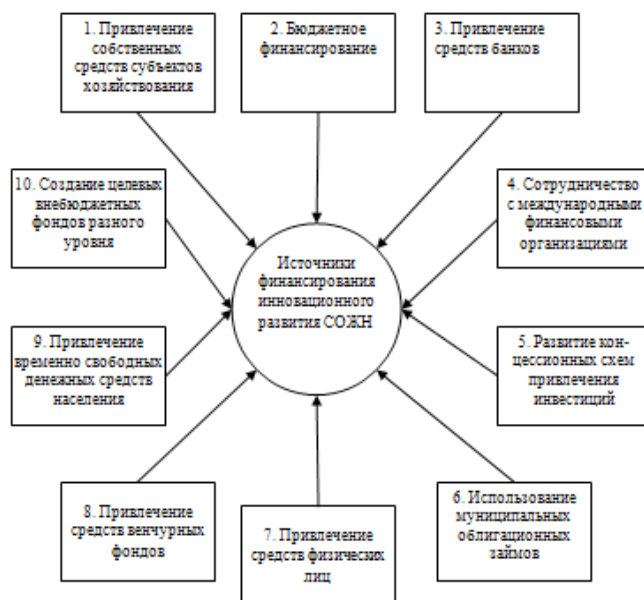 1. Привлечение
собственных
средств субъектов
хозяйствования
2. Бюджетное
финансирование
3. Привлечение
средств банков
10. Создание целевых
внебюджетных
фондов разного
уровня
4. Сотрудничество
с международными
финансовыми
организациями
Источники
финансирования
инновационного
развития СОЖН
9. Привлечение
временно свободных
денежных средств
населения
5. Развитие кон-
цессионных схем
привлечения
инвестиций
8. Привлечение
средств венчурных
фондов
7. Привлечение
средств физических
лиц
6. Использование
муниципальных
облигационных
займов